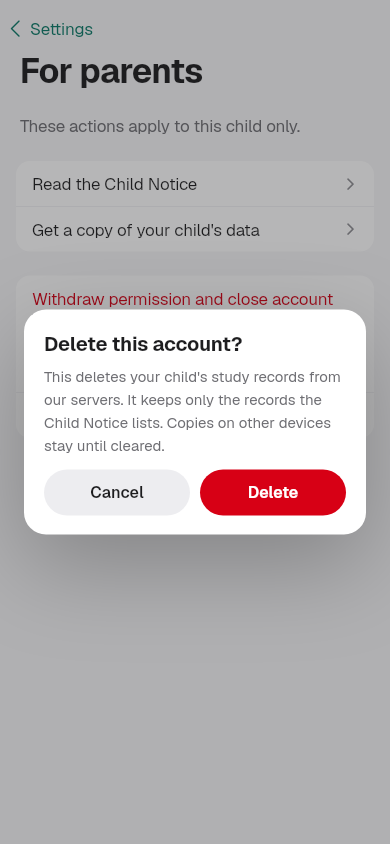 Settings
For parents
These actions apply to this child only.
Read the Child Notice
Get a copy of your child's data
Withdraw permission and close account
Delete this account?
This deletes your child's study records from
our servers. It keeps only the records the
Child Notice lists. Copies on other devices
stay until cleared.
Cancel
Delete